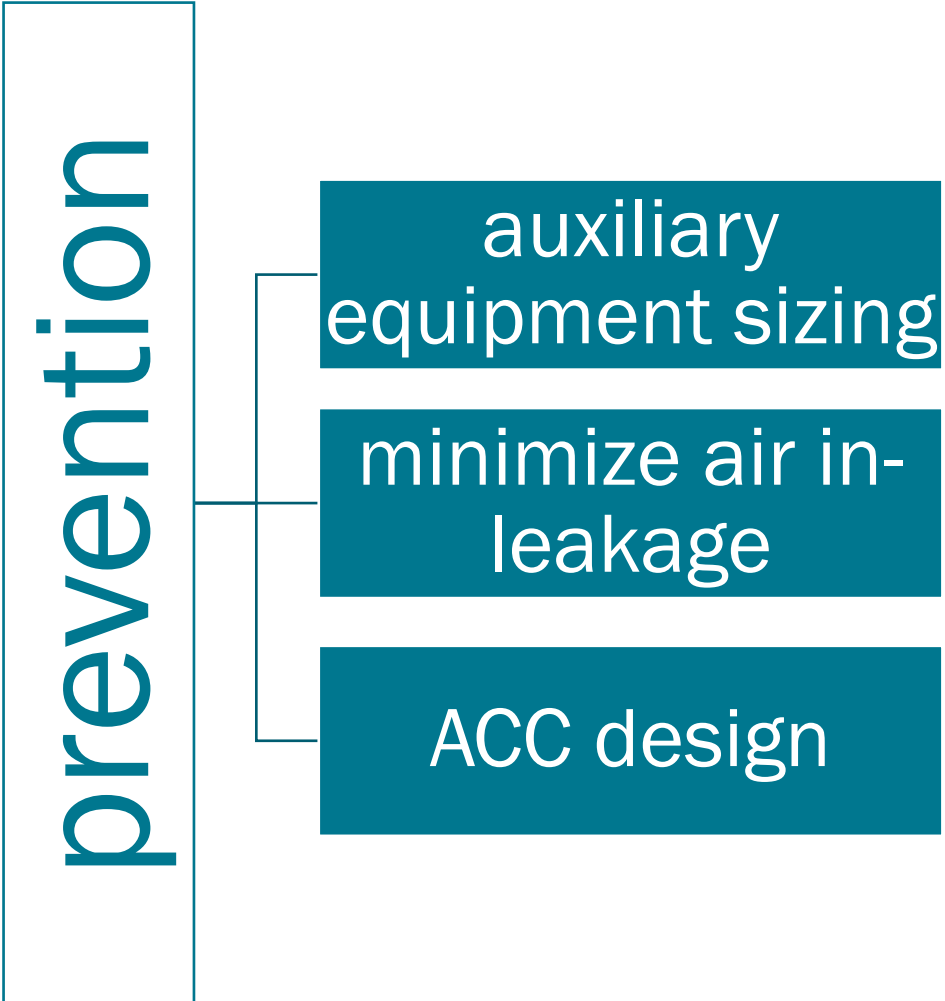 prevention
auxiliary
equipment sizing
minimize air in-
leakage
ACC design